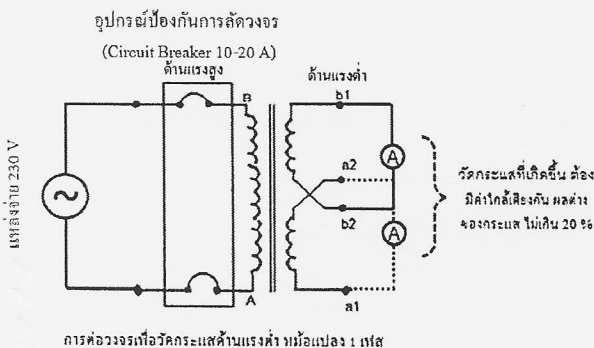 อุปกรณ์ป้องกันการลัดวงจร
(Circuit Breaker 10-20 A)
ด้านแรงสูง
ด้านแรงต่ำ
B
b1
A
a2
b2
A
A
a1
แหล่งจ่าย 230 V
วัดกระแสที่เกิดขึ้น ต้อง
มีค่าใกล้เคียงกัน ผลต่าง
ของกระแส ไม่เกิน 20 %
การต่อวงจรเพื่อวัดกระแสด้านแรงต่ำ หม้อแปลง 1 เฟส